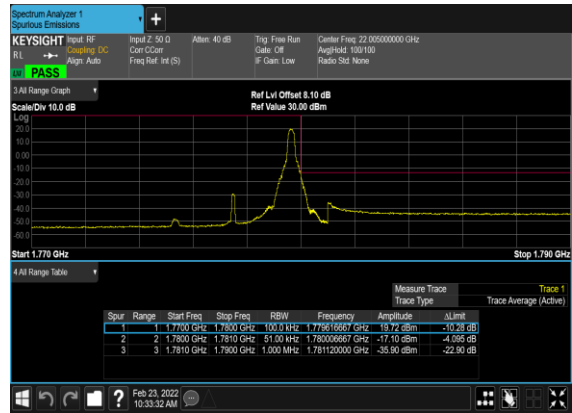 Spectrum Analyzer 1
Spurious Emissions
KEYSIGHT Input: RF Input Z: 50 Ω Atten: 40 dB Trig: Free Run Center Freq: 22.005000000 GHz
RL Coupling: DC Corr CCorr Gate: Off Avg|Hold: 100/100
Align: Auto Freq Ref: Int (S) IF Gain: Low Radio Std: None
PASS
3 All Range Graph Ref Lvl Offset 8.10 dB
Scale/Div 10.0 dB Ref Value 30.00 dBm
Log
20.0
10.0
0.00
-10.0
-20.0
-30.0
-40.0
-50.0
-60.0
Start 1.770 GHz Stop 1.790 GHz
4 All Range Table
Measure Trace Trace 1
Trace Type Trace Average (Active)
Spur Range Start Freq Stop Freq RBW Frequency Amplitude ΔLimit
1 1 1.7700 GHz 1.7800 GHz 100.0 kHz 1.779616667 GHz 19.72 dBm -10.28 dB
2 2 1.7800 GHz 1.7810 GHz 51.00 kHz 1.780006667 GHz -17.10 dBm -4.095 dB
3 3 1.7810 GHz 1.7900 GHz 1.000 MHz 1.781120000 GHz -35.90 dBm -22.90 dB
? Feb 23, 2022
10:33:32 AM